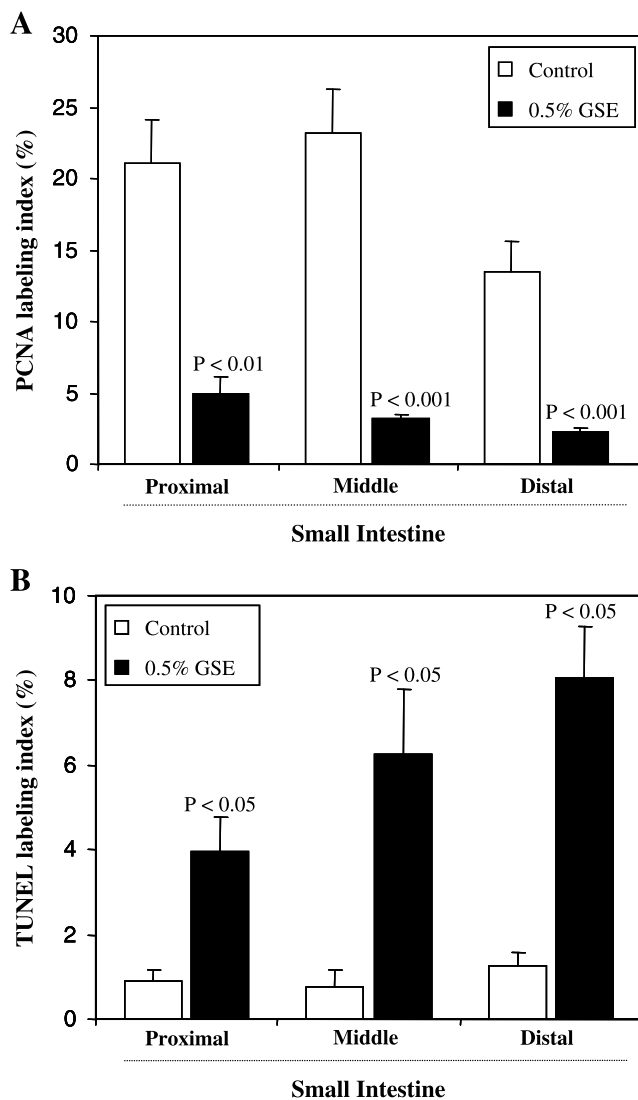 A
30
25
20
15
10
5
0
PCNA labeling index (%)
Control
0.5% GSE
P < 0.01
P < 0.001
P < 0.001
Proximal Middle Distal
Small Intestine
B
10
8
6
4
2
0
TUNEL labeling index (%)
Control
0.5% GSE
P < 0.05
P < 0.05
P < 0.05
Proximal Middle Distal
Small Intestine